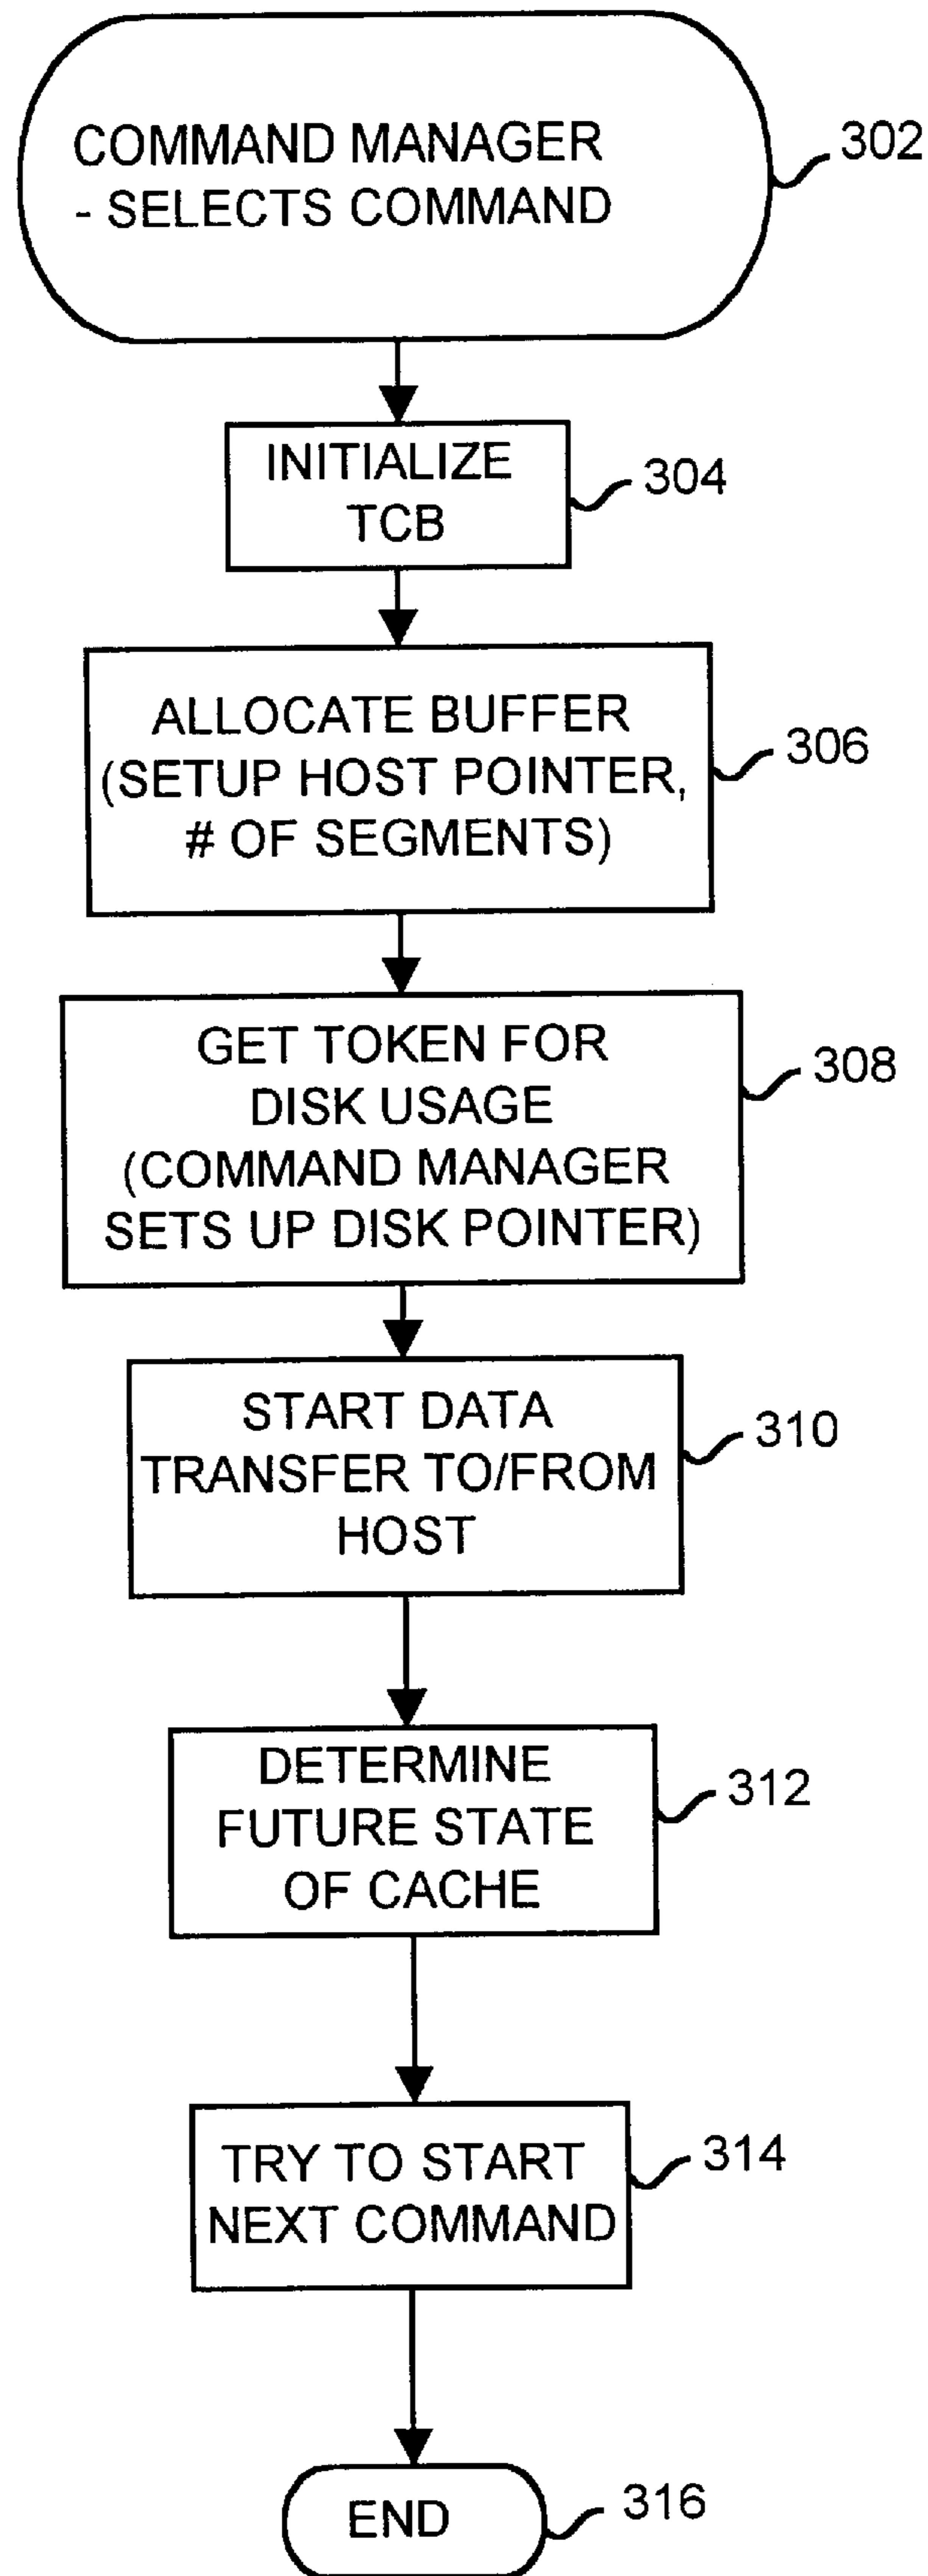 COMMAND MANAGER
- SELECTS COMMAND
302
INITIALIZE
TCB
304
ALLOCATE BUFFER
(SETUP HOST POINTER,
# OF SEGMENTS)
306
GET TOKEN FOR
DISK USAGE
(COMMAND MANAGER
SETS UP DISK POINTER)
308
START DATA
TRANSFER TO/FROM
HOST
310
DETERMINE
FUTURE STATE
OF CACHE
312
TRY TO START
NEXT COMMAND
314
END
316